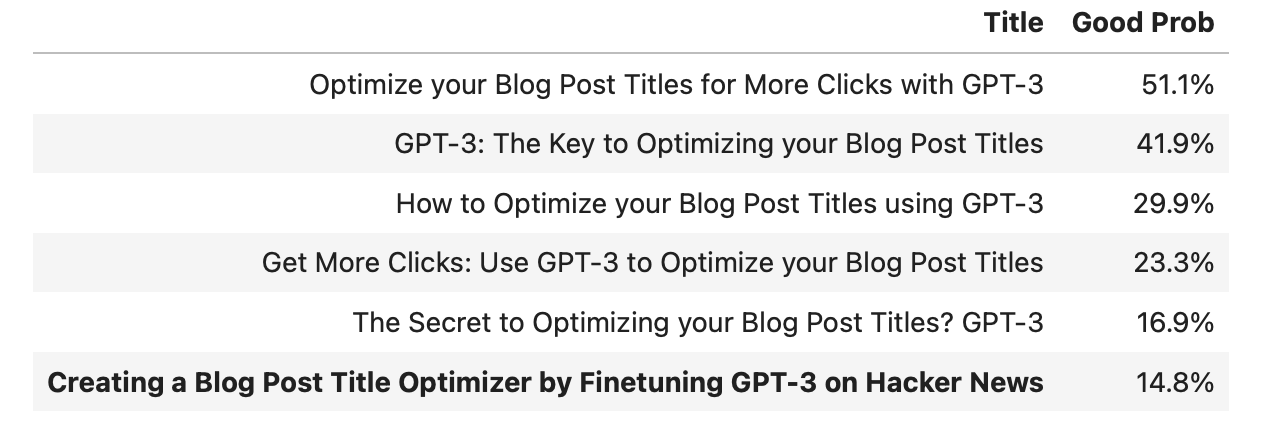 Title Good Prob
Optimize your Blog Post Titles for More Clicks with GPT-3 51.1%
GPT-3: The Key to Optimizing your Blog Post Titles 41.9%
How to Optimize your Blog Post Titles using GPT-3 29.9%
Get More Clicks: Use GPT-3 to Optimize your Blog Post Titles 23.3%
The Secret to Optimizing your Blog Post Titles? GPT-3 16.9%
Creating a Blog Post Title Optimizer by Finetuning GPT-3 on Hacker News 14.8%